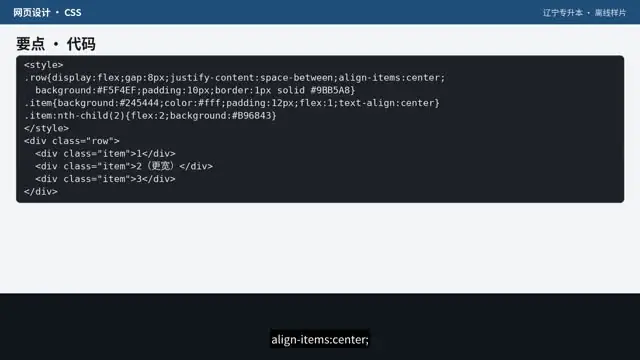 网页设计 • CSS
辽宁专升本 • 离线样片
要点 • 代码
<style>
.row{display:flex;gap:8px;justify-content:space-between;align-items:center;
  background:#F5F4EF;padding:10px;border:1px solid #9BB5A8}
.item{background:#245444;color:#fff;padding:12px;flex:1;text-align:center}
.item:nth-child(2){flex:2;background:#B96843}
</style>
<div class="row">
  <div class="item">1</div>
  <div class="item">2（更宽）</div>
  <div class="item">3</div>
</div>
align-items:center;